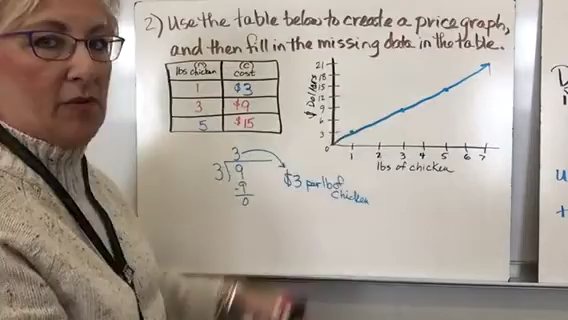 2) Use the table below to create a price graph,
and then fill in the missing data in the table.
lbs chicken (c) cost
1 $3
3 $9
5 $15
3
3 9
-9
0
$3 per lb of
chicken
$ Dollars
21
18
15
12
9
6
3
0
1 2 3 4 5 6 7
lbs of chicken